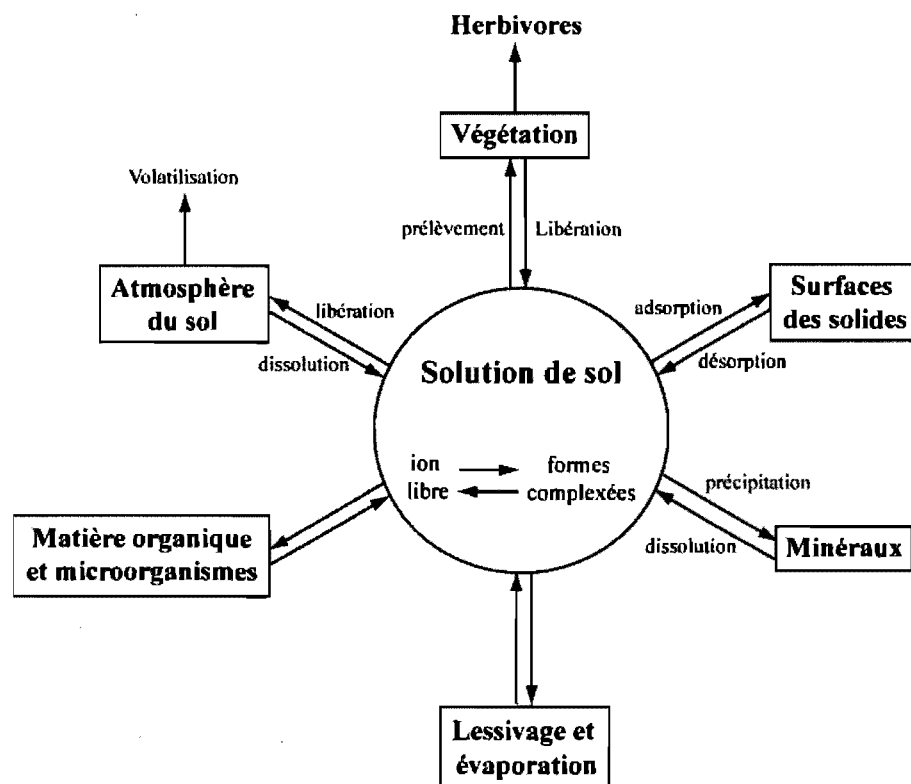 Herbivores
Végétation
Volatilisation
prélèvement
Libération
Atmosphère
du sol
libération
dissolution
adsorption
désorption
Surfaces
des solides
Solution de sol
ion
libre
formes
complexées
précipitation
dissolution
Minéraux
Matière organique
et microorganismes
Lessivage et
évaporation